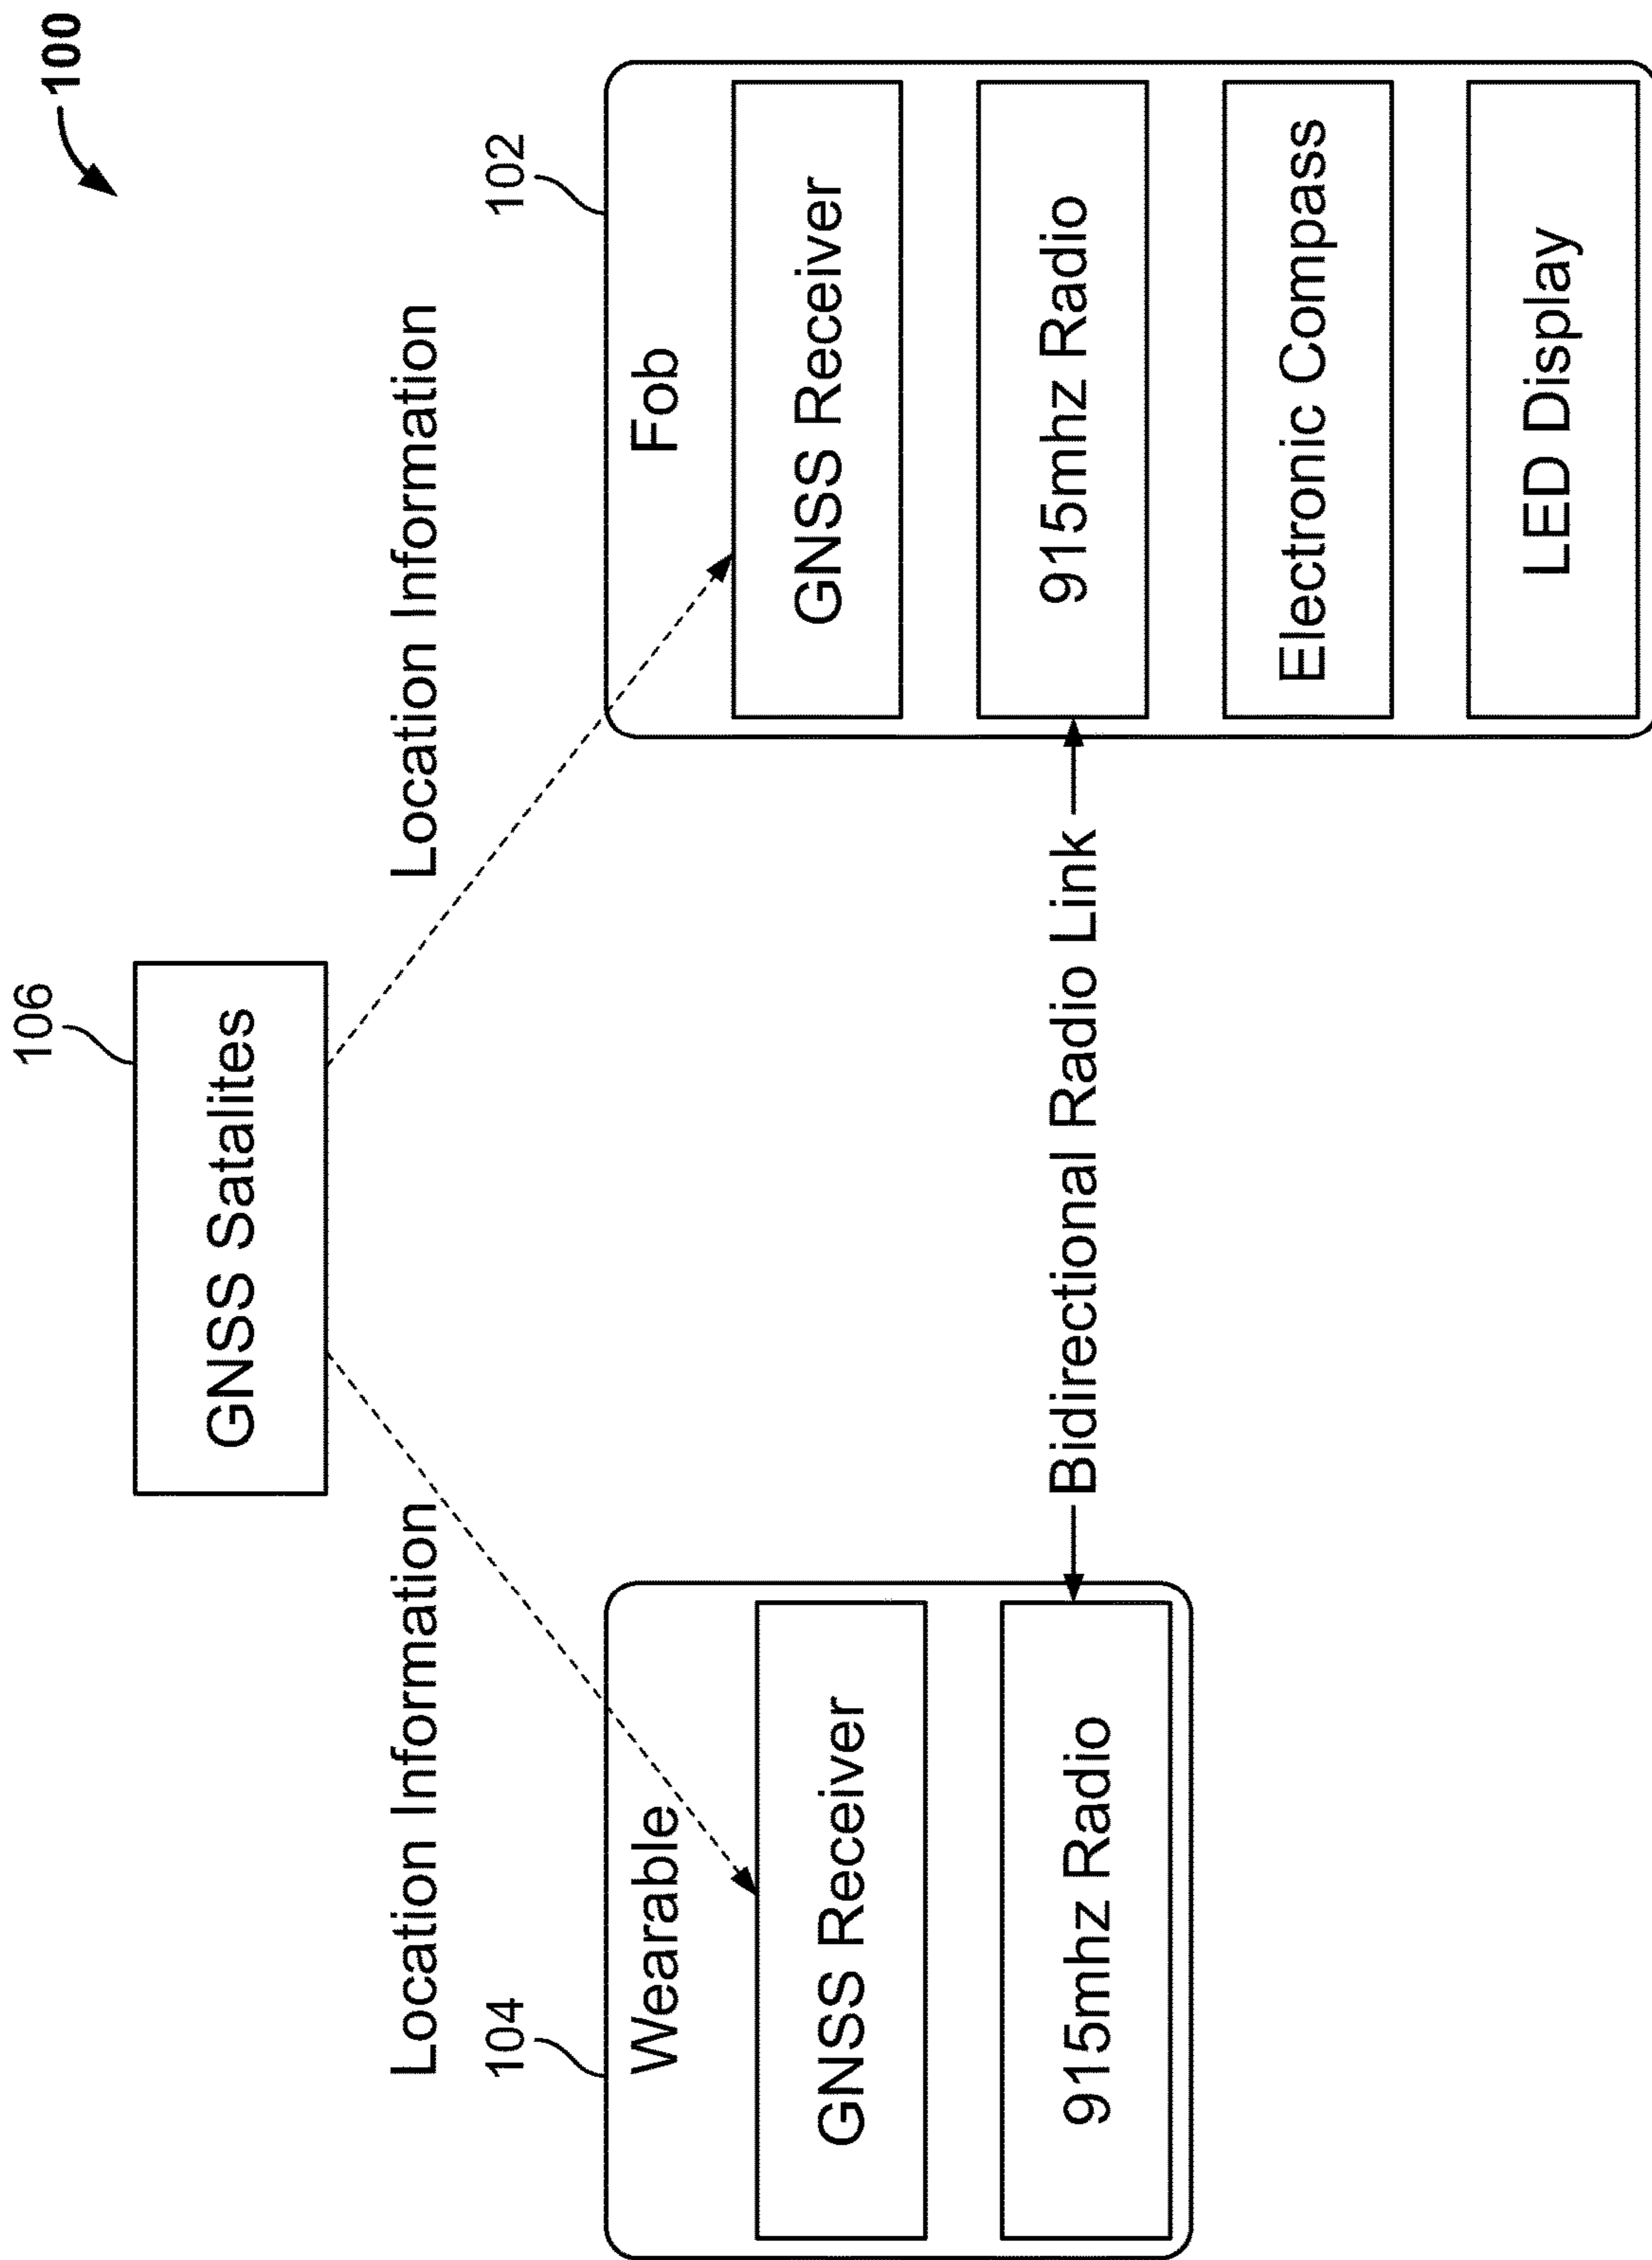 100
106
GNSS Satalites
Location Information
Location Information
104
Wearable
GNSS Receiver
915mhz Radio
Bidirectional Radio Link
102
Fob
GNSS Receiver
915mhz Radio
Electronic Compass
LED Display